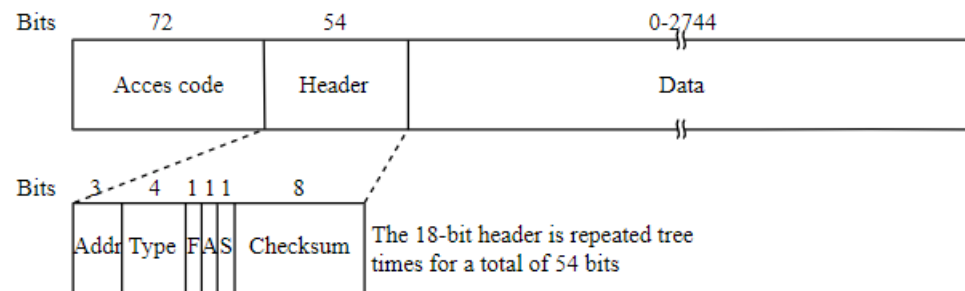 Bits 72 54 0-2744
Acces code Header Data
Bits 3 4 1 1 1 8
Addr Type F A S Checksum The 18-bit header is repeated tree
times for a total of 54 bits